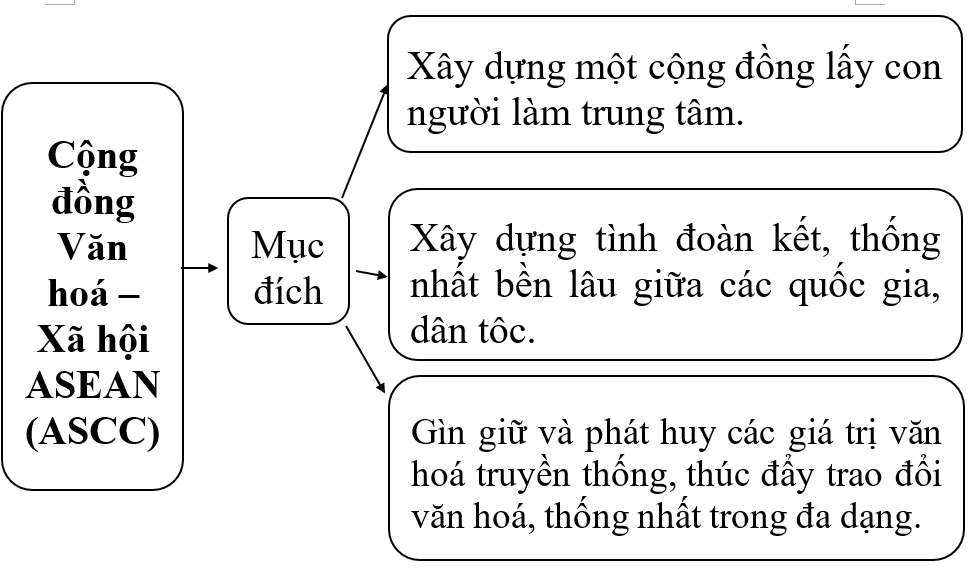 Cộng
đồng
Văn
hoá –
Xã hội
ASEAN
(ASCC)
Mục
đích
Xây dựng một cộng đồng lấy con
người làm trung tâm.
Xây dựng tình đoàn kết, thống
nhất bền lâu giữa các quốc gia,
dân tôc.
Gìn giữ và phát huy các giá trị văn
hoá truyền thống, thúc đẩy trao đổi
văn hoá, thống nhất trong đa dạng.